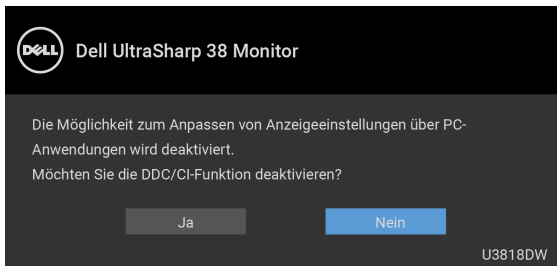 DELL Dell UltraSharp 38 Monitor
Die Möglichkeit zum Anpassen von Anzeigeeinstellungen über PC-
Anwendungen wird deaktiviert.
Möchten Sie die DDC/CI-Funktion deaktivieren?
Ja Nein
U3818DW